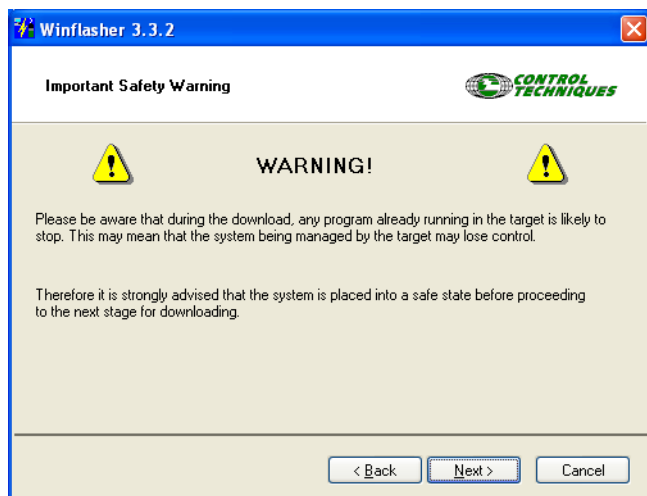 Winflasher 3.3.2
Important Safety Warning
CONTROL
TECHNIQUES
WARNING!
Please be aware that during the download, any program already running in the target is likely to
stop. This may mean that the system being managed by the target may lose control.
Therefore it is strongly advised that the system is placed into a safe state before proceeding
to the next stage for downloading.
< Back
Next >
Cancel